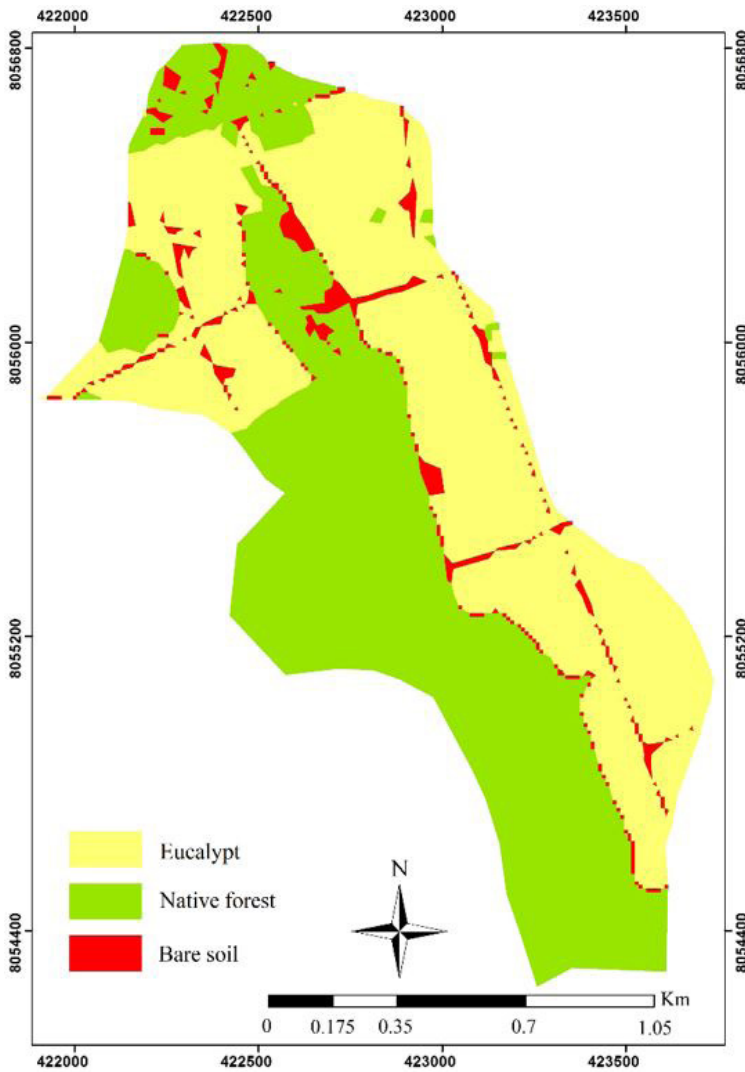 422000 422500 423000 423500
8056800 8056800
8056000 8056000
8055200 8055200
Eucalypt
Native forest
Bare soil
N
8054400 8054400
Km
0 0.175 0.35 0.7 1.05
422000 422500 423000 423500